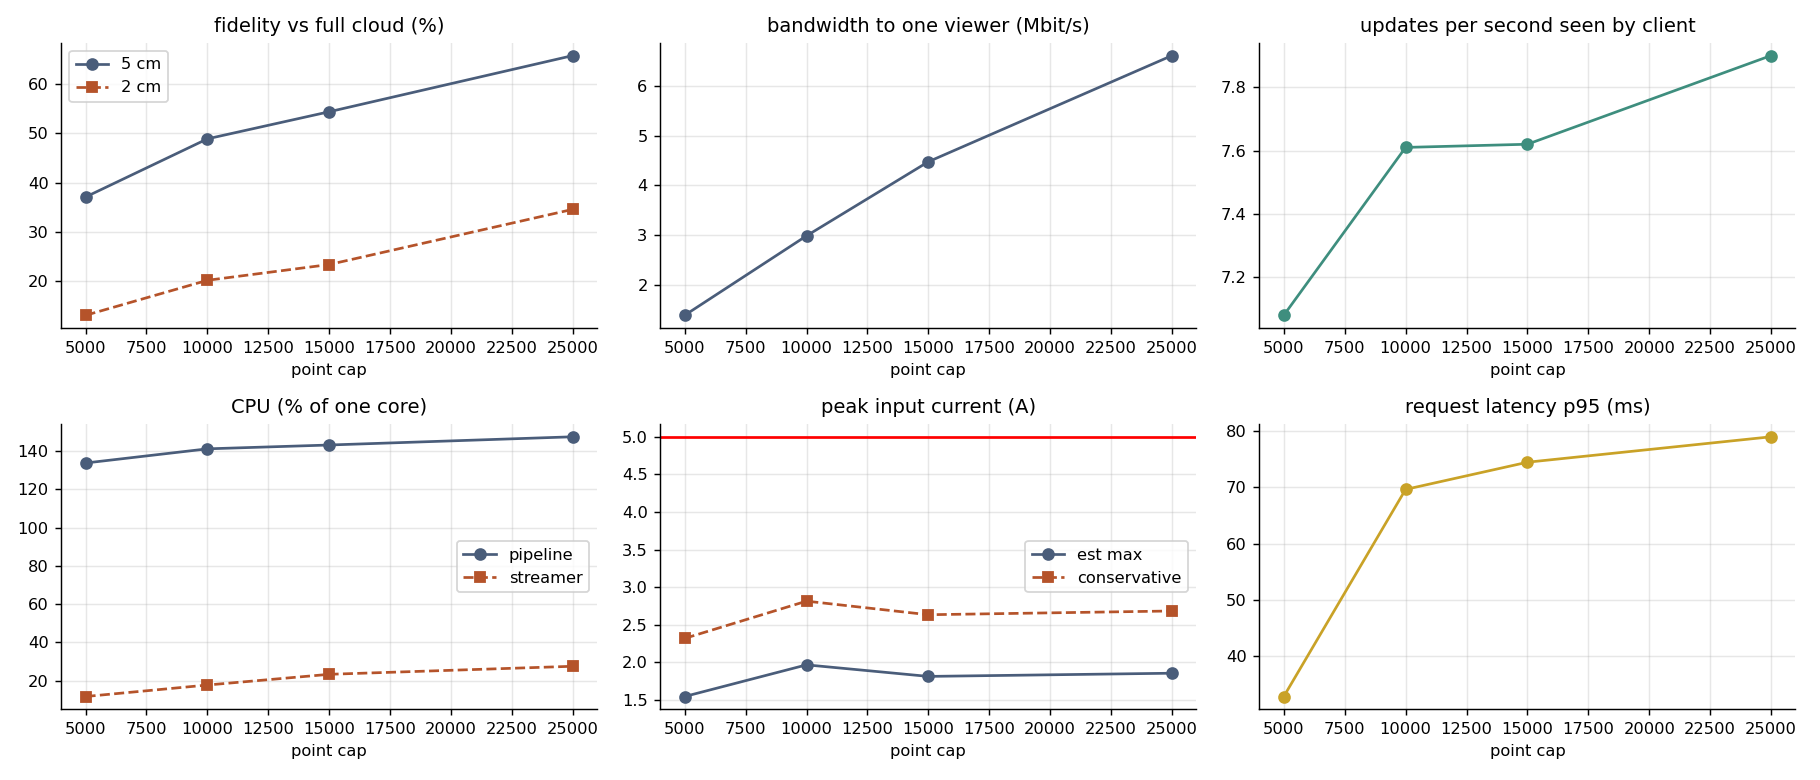 fidelity vs full cloud (%)
5 cm
2 cm
60
50
40
30
20
5000 7500 10000 12500 15000 17500 20000 22500 25000
point cap
bandwidth to one viewer (Mbit/s)
6
5
4
3
2
5000 7500 10000 12500 15000 17500 20000 22500 25000
point cap
updates per second seen by client
7.8
7.6
7.4
7.2
5000 7500 10000 12500 15000 17500 20000 22500 25000
point cap
CPU (% of one core)
140
120
100
80
60
40
20
pipeline
streamer
5000 7500 10000 12500 15000 17500 20000 22500 25000
point cap
peak input current (A)
5.0
4.5
4.0
3.5
3.0
2.5
2.0
1.5
est max
conservative
5000 7500 10000 12500 15000 17500 20000 22500 25000
point cap
request latency p95 (ms)
80
70
60
50
40
5000 7500 10000 12500 15000 17500 20000 22500 25000
point cap